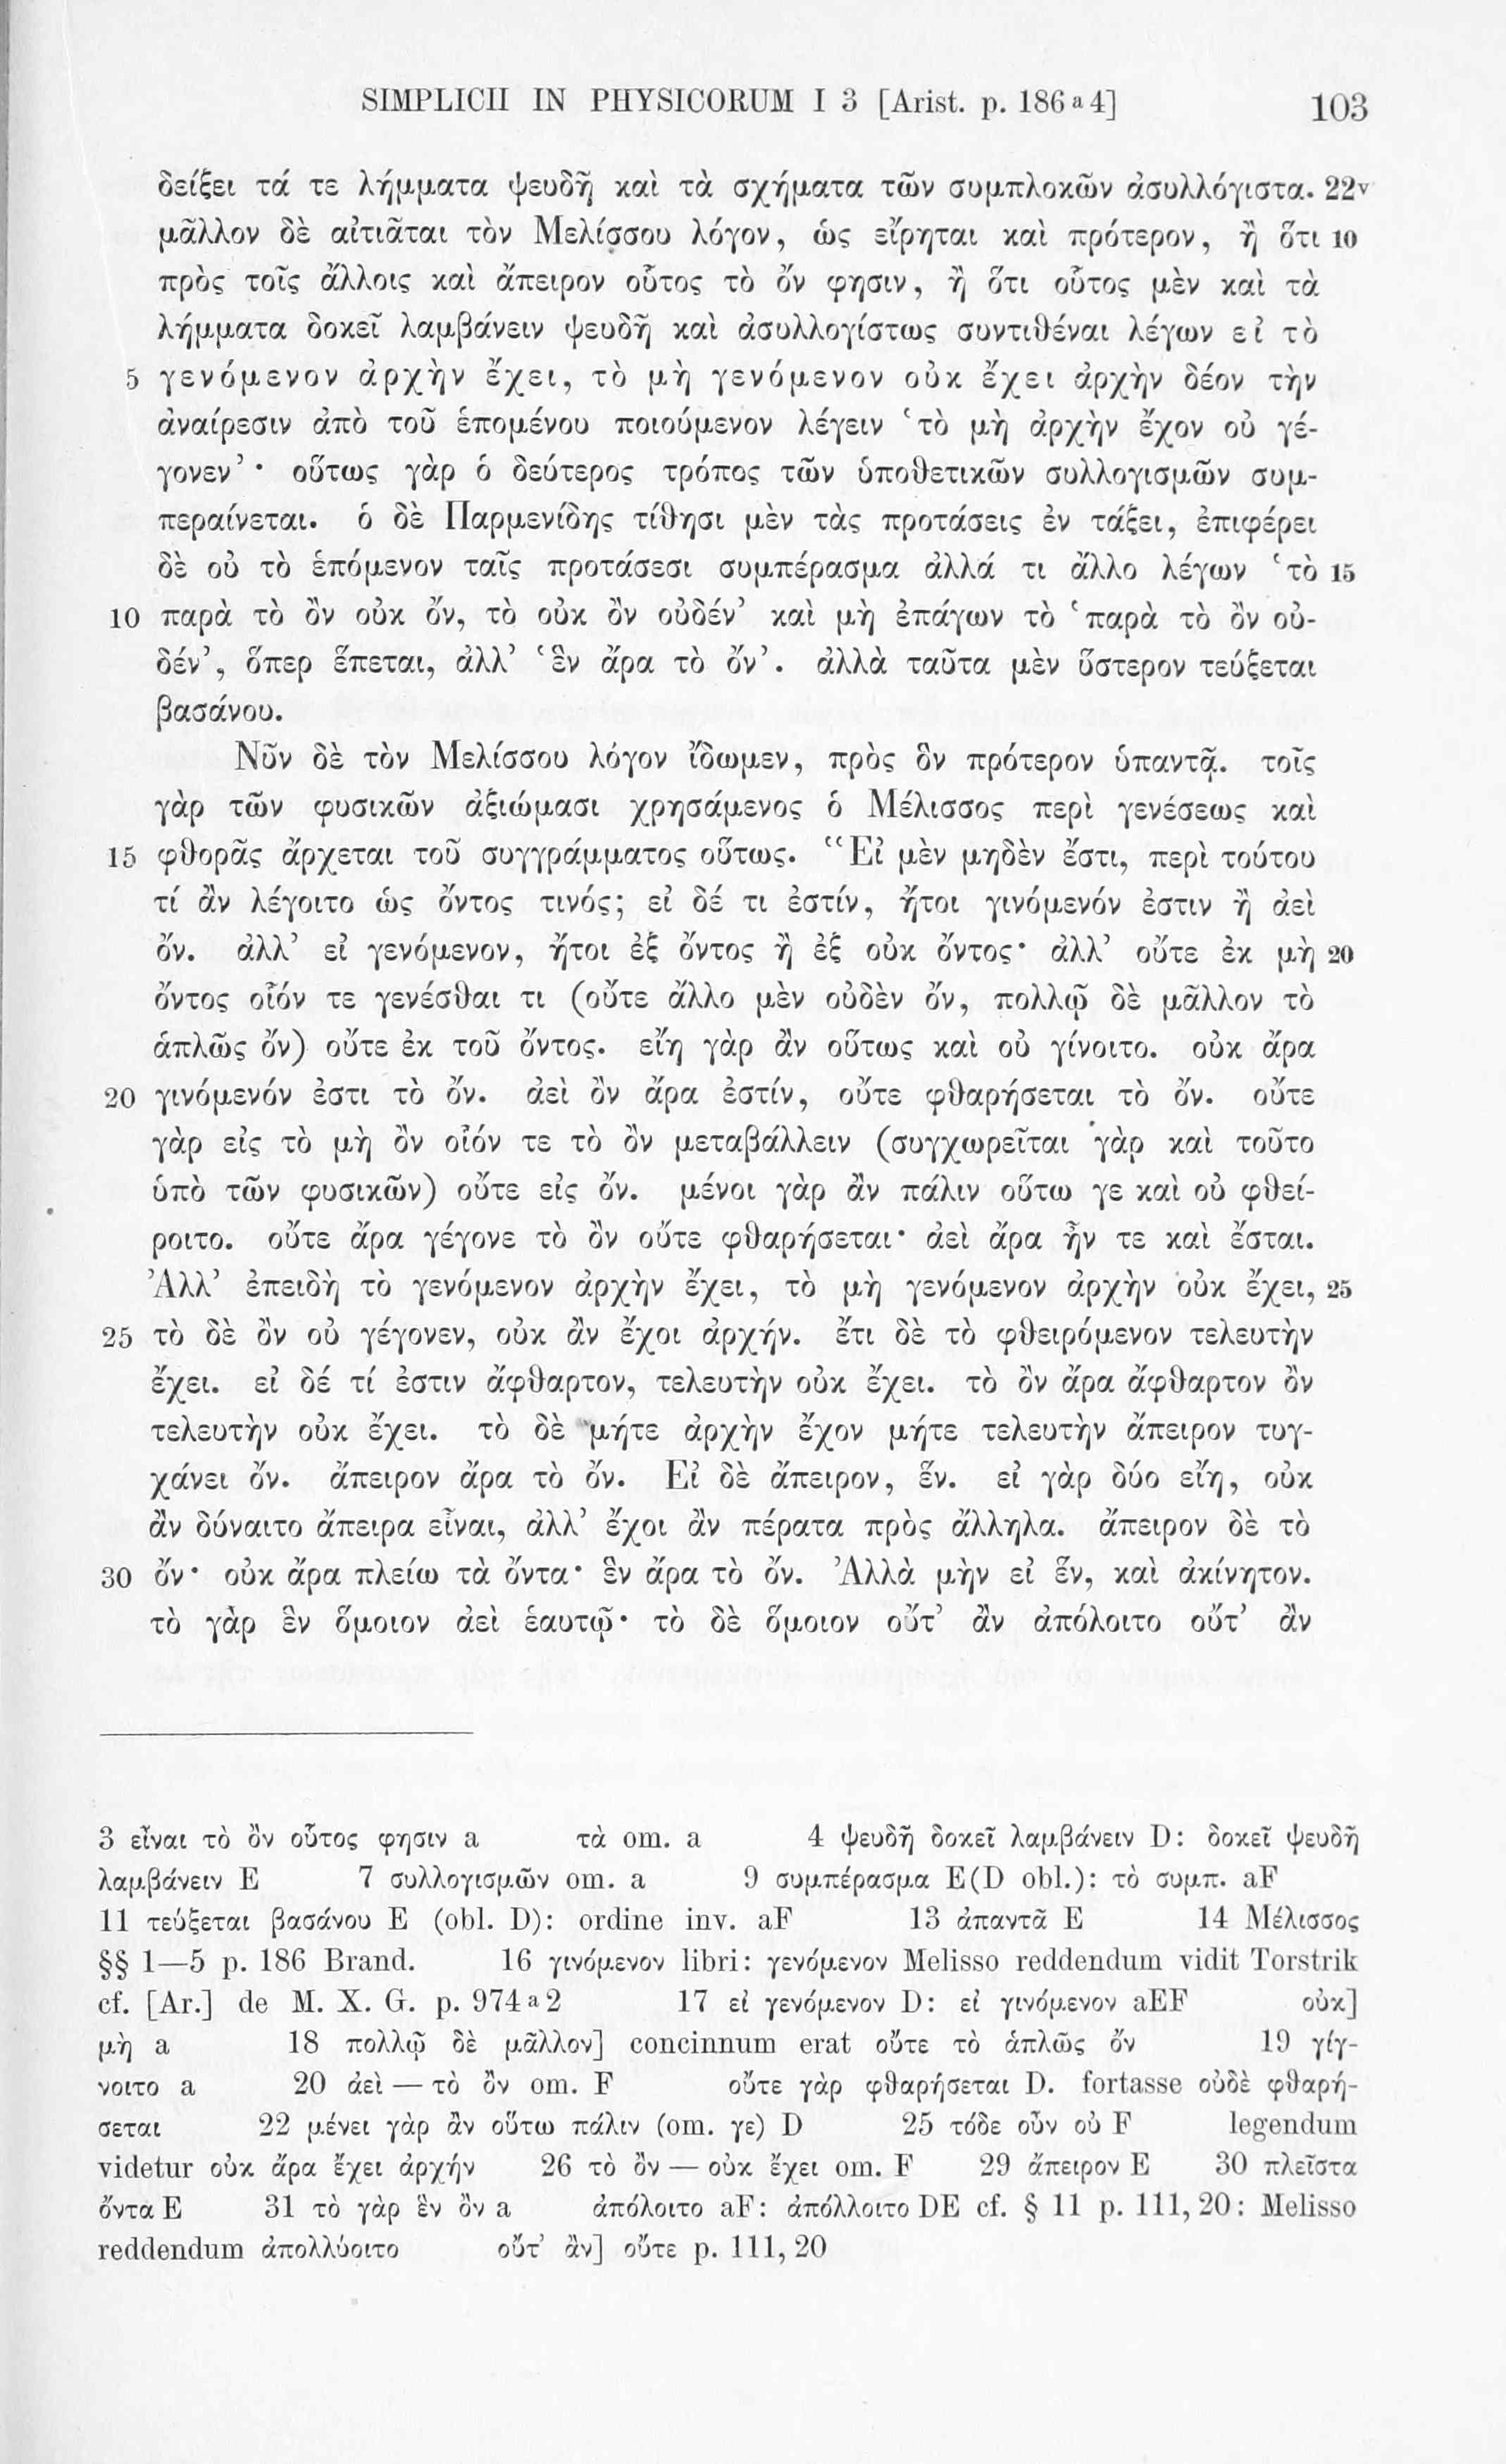 SIMPLICII IN PHYSICORUM I 3 [Arist. p. 186 a 4] 103
δείξει τά τε λήμματα ψευδῆ καὶ τὰ σχήματα τῶν συμπλοκῶν ἀσυλλόγιστα. 22v
μᾶλλον δὲ αἰτιᾶται τὸν Μελίσσου λόγον, ὡς εἴρηται καὶ πρότερον, ἢ ὅτι 10
πρὸς τοῖς ἄλλοις καὶ ἄπειρον οὗτος τὸ ὄν φησιν, ἢ ὅτι οὗτος μὲν καὶ τὰ
λήμματα δοκεῖ λαμβάνειν ψευδῆ καὶ ἀσυλλογίστως συντιθέναι λέγων εἰ τὸ
5 γενόμενον ἀρχὴν ἔχει, τὸ μὴ γενόμενον οὐκ ἔχει ἀρχὴν δέον τὴν
ἀναίρεσιν ἀπὸ τοῦ ἑπομένου ποιούμενον λέγειν ‘τὸ μὴ ἀρχὴν ἔχον οὐ γέ-
γονεν’· οὕτως γὰρ ὁ δεύτερος τρόπος τῶν ὑποθετικῶν συλλογισμῶν συμ-
περαίνεται. ὁ δὲ Παρμενίδης τίθησι μὲν τὰς προτάσεις ἐν τάξει, ἐπιφέρει
δὲ οὐ τὸ ἑπόμενον ταῖς προτάσεσι συμπέρασμα ἀλλά τι ἄλλο λέγων ‘τὸ 15
10 παρὰ τὸ ὂν οὐκ ὄν, τὸ οὐκ ὂν οὐδέν’ καὶ μὴ ἐπάγων τὸ ‘παρὰ τὸ ὂν οὐ-
δέν’, ὅπερ ἕπεται, ἀλλ’ ‘ἓν ἄρα τὸ ὄν’. ἀλλὰ ταῦτα μὲν ὕστερον τεύξεται
βασάνου.
Νῦν δὲ τὸν Μελίσσου λόγον ἴδωμεν, πρὸς ὃν πρότερον ὑπαντᾷ. τοῖς
γὰρ τῶν φυσικῶν ἀξιώμασι χρησάμενος ὁ Μέλισσος περὶ γενέσεως καὶ
15 φθορᾶς ἄρχεται τοῦ συγγράμματος οὕτως. “Εἰ μὲν μηδὲν ἔστι, περὶ τούτου
τί ἂν λέγοιτο ὡς ὄντος τινός; εἰ δέ τι ἐστίν, ἤτοι γινόμενόν ἐστιν ἢ ἀεὶ
ὄν. ἀλλ’ εἰ γενόμενον, ἤτοι ἐξ ὄντος ἢ ἐξ οὐκ ὄντος· ἀλλ’ οὔτε ἐκ μὴ 20
ὄντος οἷόν τε γενέσθαι τι (οὔτε ἄλλο μὲν οὐδὲν ὄν, πολλῷ δὲ μᾶλλον τὸ
ἁπλῶς ὄν) οὔτε ἐκ τοῦ ὄντος. εἴη γὰρ ἂν οὕτως καὶ οὐ γίνοιτο. οὐκ ἄρα
20 γινόμενόν ἐστι τὸ ὄν. ἀεὶ ὂν ἄρα ἐστίν, οὔτε φθαρήσεται τὸ ὄν. οὔτε
γὰρ εἰς τὸ μὴ ὂν οἷόν τε τὸ ὂν μεταβάλλειν (συγχωρεῖται γὰρ καὶ τοῦτο
ὑπὸ τῶν φυσικῶν) οὔτε εἰς ὄν. μένοι γὰρ ἂν πάλιν οὕτω γε καὶ οὐ φθεί-
ροιτο. οὔτε ἄρα γέγονε τὸ ὂν οὔτε φθαρήσεται· ἀεὶ ἄρα ἦν τε καὶ ἔσται.
Ἀλλ’ ἐπειδὴ τὸ γενόμενον ἀρχὴν ἔχει, τὸ μὴ γενόμενον ἀρχὴν οὐκ ἔχει, 25
25 τὸ δὲ ὂν οὐ γέγονεν, οὐκ ἂν ἔχοι ἀρχήν. ἔτι δὲ τὸ φθειρόμενον τελευτὴν
ἔχει. εἰ δέ τί ἐστιν ἄφθαρτον, τελευτὴν οὐκ ἔχει. τὸ ὂν ἄρα ἄφθαρτον ὂν
τελευτὴν οὐκ ἔχει. τὸ δὲ μήτε ἀρχὴν ἔχον μήτε τελευτὴν ἄπειρον τυγ-
χάνει ὄν. ἄπειρον ἄρα τὸ ὄν. Εἰ δὲ ἄπειρον, ἕν. εἰ γὰρ δύο εἴη, οὐκ
ἂν δύναιτο ἄπειρα εἶναι, ἀλλ’ ἔχοι ἂν πέρατα πρὸς ἄλληλα. ἄπειρον δὲ τὸ
30 ὄν· οὐκ ἄρα πλείω τὰ ὄντα· ἓν ἄρα τὸ ὄν. Ἀλλὰ μὴν εἰ ἕν, καὶ ἀκίνητον.
τὸ γὰρ ἓν ὅμοιον ἀεὶ ἑαυτῷ· τὸ δὲ ὅμοιον οὔτ’ ἂν ἀπόλοιτο οὔτ’ ἂν
3 εἶναι τὸ ὂν οὗτος φησιν a τὰ om. a 4 ψευδῆ δοκεῖ λαμβάνειν D: δοκεῖ ψευδῆ
λαμβάνειν E 7 συλλογισμῶν om. a 9 συμπέρασμα E(D obl.): τὸ συμπ. aF
11 τεύξεται βασάνου E (obl. D): ordine inv. aF 13 ἀπαντᾶ E 14 Μέλισσος
§§ 1—5 p. 186 Brand. 16 γινόμενον libri: γενόμενον Melisso reddendum vidit Torstrik
cf. [Ar.] de M. X. G. p. 974 a 2 17 εἰ γενόμενον D: εἰ γινόμενον aEF οὐκ]
μὴ a 18 πολλῷ δὲ μᾶλλον] concinnum erat οὔτε τὸ ἁπλῶς ὄν 19 γίγ-
νοιτο a 20 ἀεὶ — τὸ ὂν om. F οὔτε γὰρ φθαρήσεται D. fortasse οὐδὲ φθαρή-
σεται 22 μένει γὰρ ἂν οὕτω πάλιν (om. γε) D 25 τόδε οὖν οὐ F legendum
videtur οὐκ ἄρα ἔχει ἀρχήν 26 τὸ ὂν — οὐκ ἔχει om. F 29 ἄπειρον E 30 πλεῖστα
ὄντα E 31 τὸ γὰρ ἓν ὂν a ἀπόλοιτο aF: ἀπόλλοιτο DE cf. § 11 p. 111, 20: Melisso
reddendum ἀπολλύοιτο οὔτ’ ἂν] οὔτε p. 111, 20